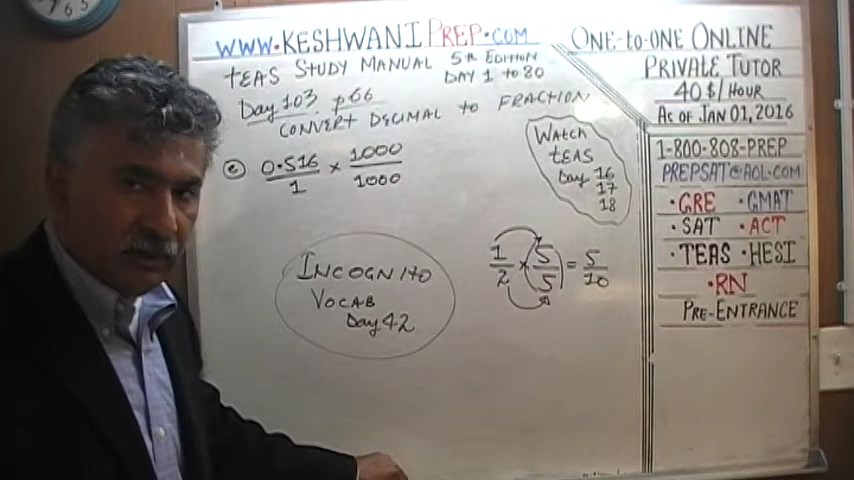 WWW.KESHWANIPREP.COM
TEAS STUDY MANUAL 5TH EDITION
DAY 1 TO 80
Day 103 p66
CONVERT DECIMAL to FRACTION
e 0.516/1 × 1000/1000
WATCH
TEAS
Day 16
17
18
1/2 × 5/5 = 5/10
INCOGNITO
VOCAB
Day 42
ONE-to-ONE ONLINE
PRIVATE TUTOR
40$/HOUR
AS OF JAN 01, 2016
1-800-808-PREP
PREPSAT@AOL.COM
•GRE •GMAT
•SAT •ACT
•TEAS •HESI
•RN
PRE-ENTRANCE